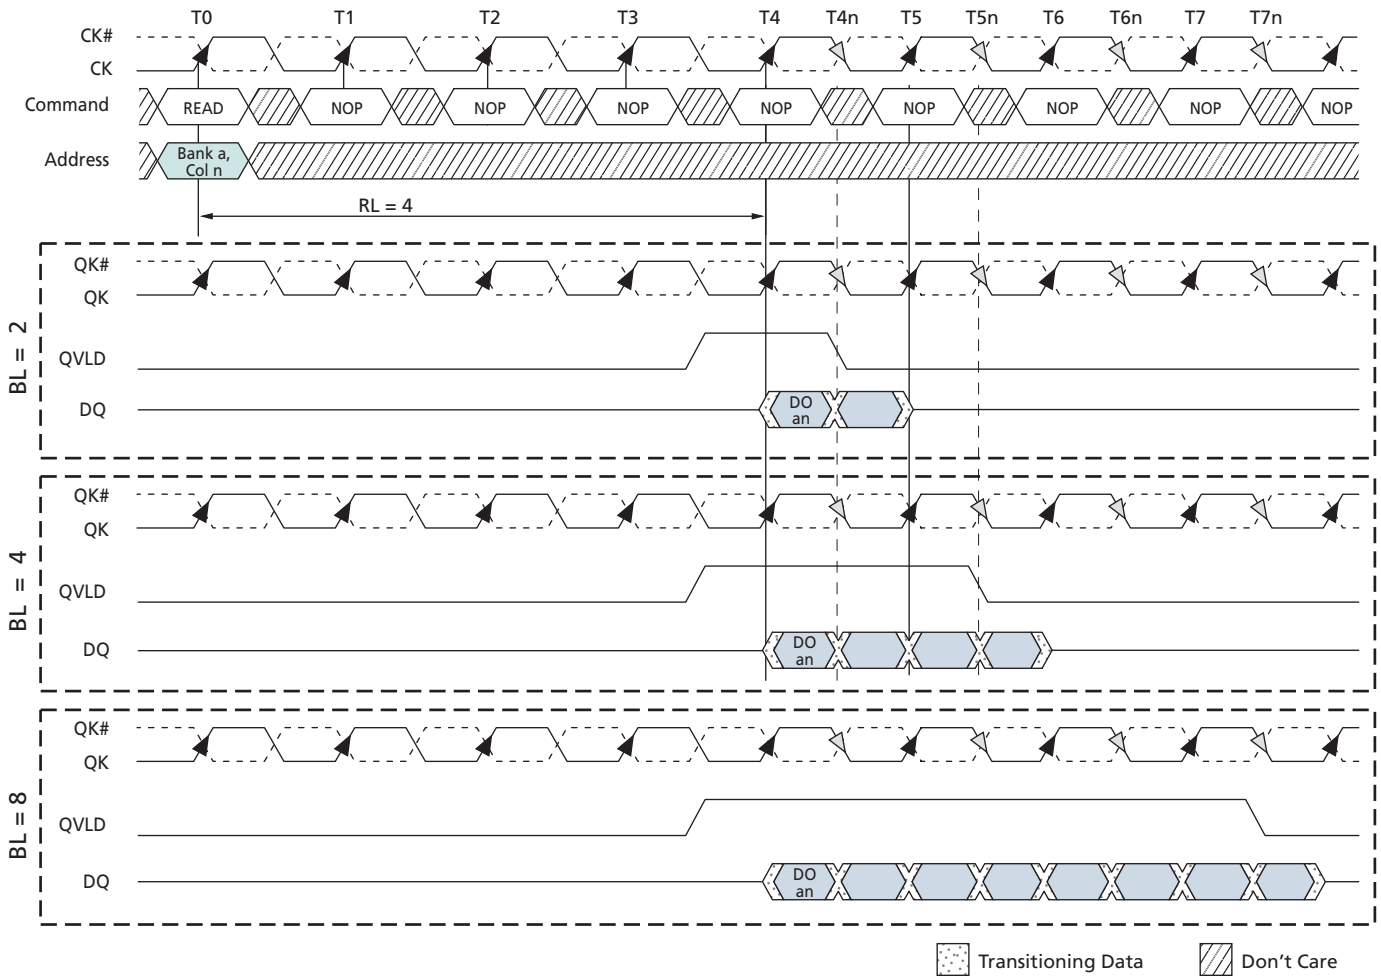 T0 T1 T2 T3 T4 T4n T5 T5n T6 T6n T7 T7n
CK#
CK
Command READ NOP NOP NOP NOP NOP NOP NOP NOP
Address Bank a,
Col n
RL = 4
BL = 2
QK#
QK
QVLD
DQ DO
an
BL = 4
QK#
QK
QVLD
DQ DO
an
BL = 8
QK#
QK
QVLD
DQ DO
an
Transitioning Data Don’t Care